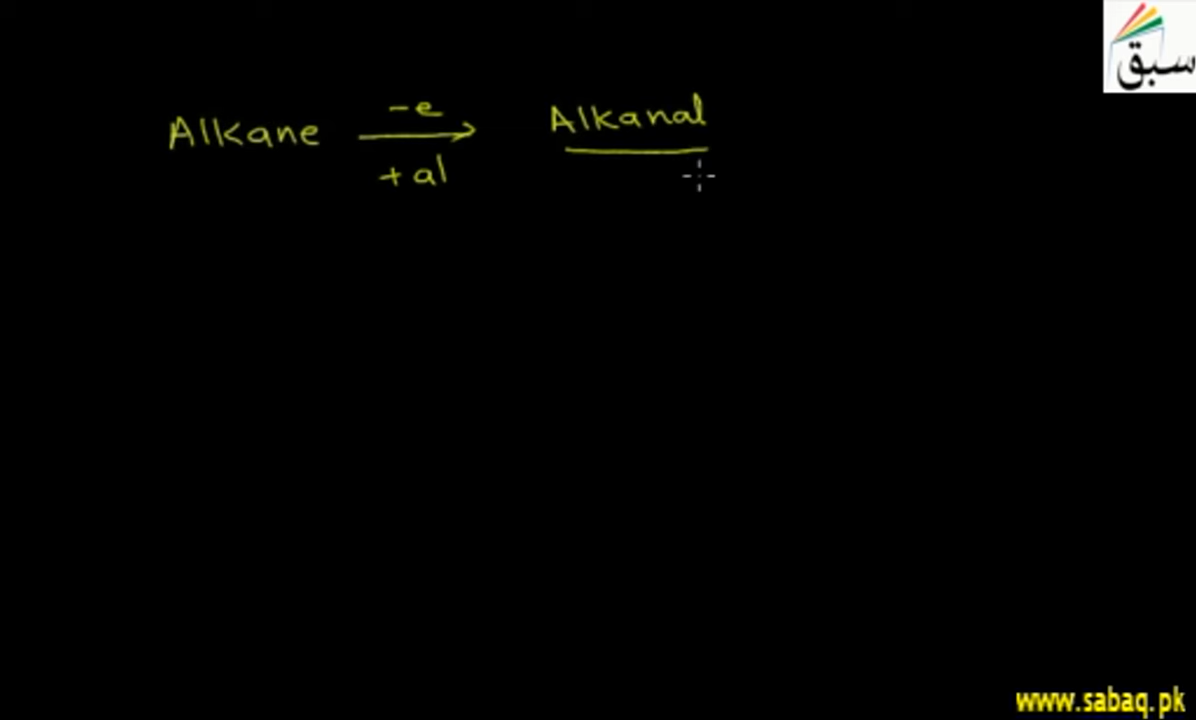 سبق
-e
Alkane → Alkanal
+ al
www.sabaq.pk